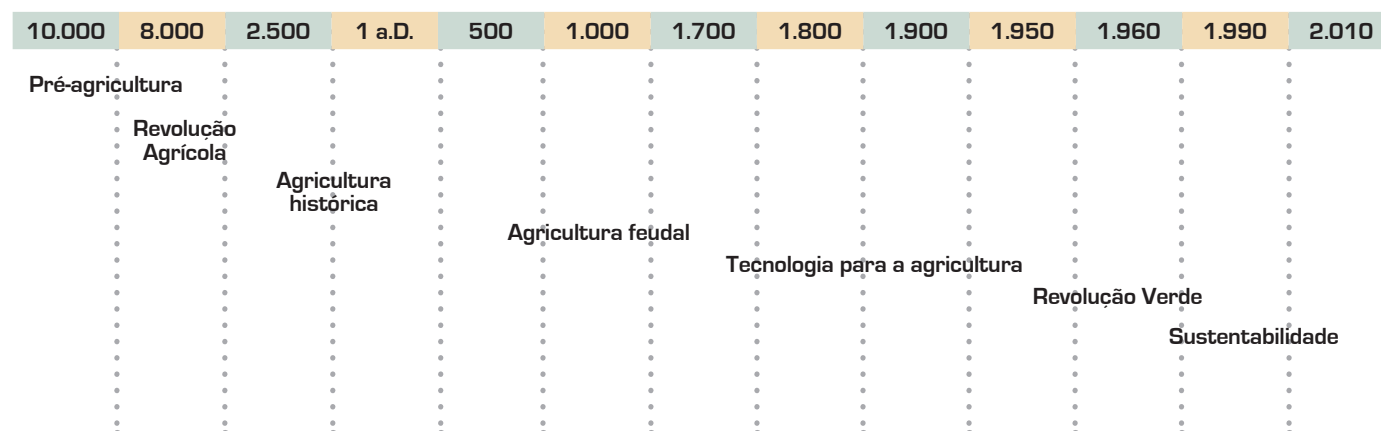 10.000 8.000 2.500 1 a.D. 500 1.000 1.700 1.800 1.900 1.950 1.960 1.990 2.010
Pré-agricultura
Revolução
Agrícola
Agricultura
histórica
Agricultura feudal
Tecnologia para a agricultura
Revolução Verde
Sustentabilidade